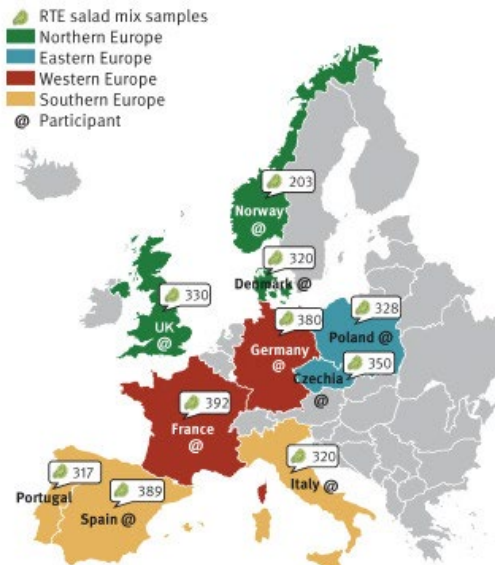 RTE salad mix samples
Northern Europe
Eastern Europe
Western Europe
Southern Europe
@ Participant
203
Norway
@
320
Denmark @
330
UK
@
380
Germany
@
328
Poland @
350
Czechia
@
392
France
@
317
Portugal
389
Spain @
320
Italy @